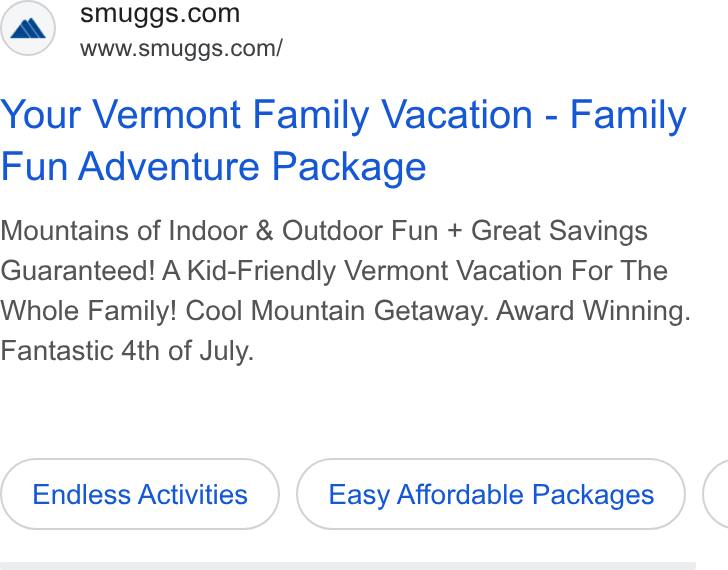 smuggs.com
www.smuggs.com/
Your Vermont Family Vacation - Family
Fun Adventure Package
Mountains of Indoor & Outdoor Fun + Great Savings
Guaranteed! A Kid-Friendly Vermont Vacation For The
Whole Family! Cool Mountain Getaway. Award Winning.
Fantastic 4th of July.
Endless Activities
Easy Affordable Packages